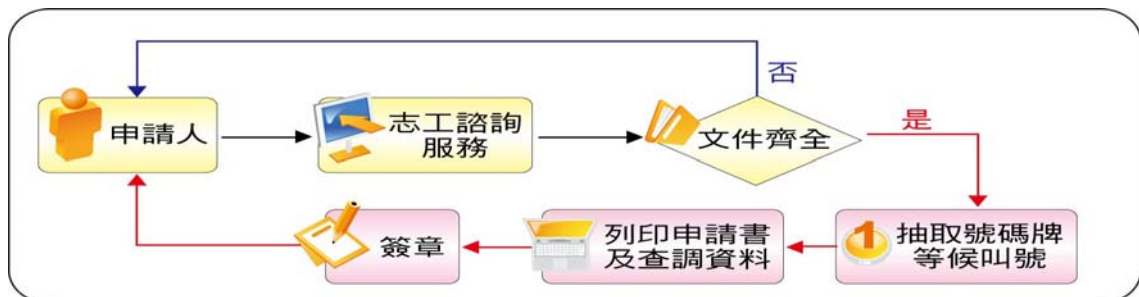 否
申請人
志工諮詢
服務
文件齊全
是
抽取號碼牌
等候叫號
1
列印申請書
及查調資料
簽章